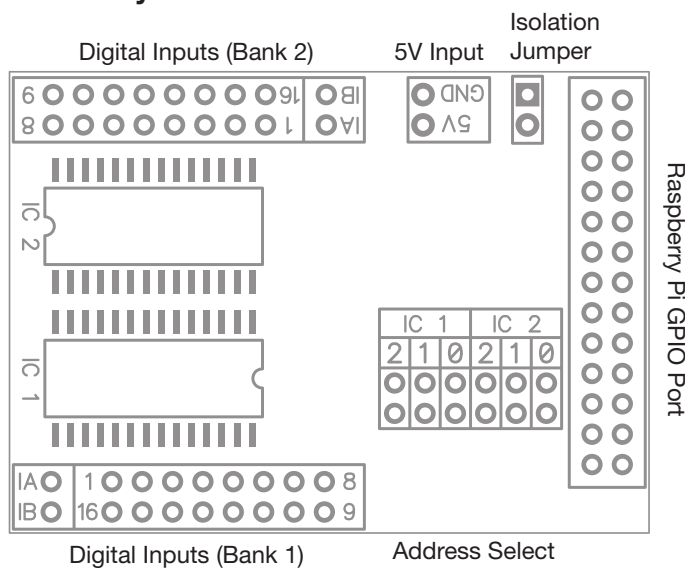 Isolation
Digital Inputs (Bank 2) 5V Input Jumper
9 16 IB GND
8 1 IA 5V
IC 2
Raspberry Pi GPIO Port
IC 1 IC 2
2 1 0 2 1 0
IC 1
IA 1 8
IB 16 9
Digital Inputs (Bank 1) Address Select